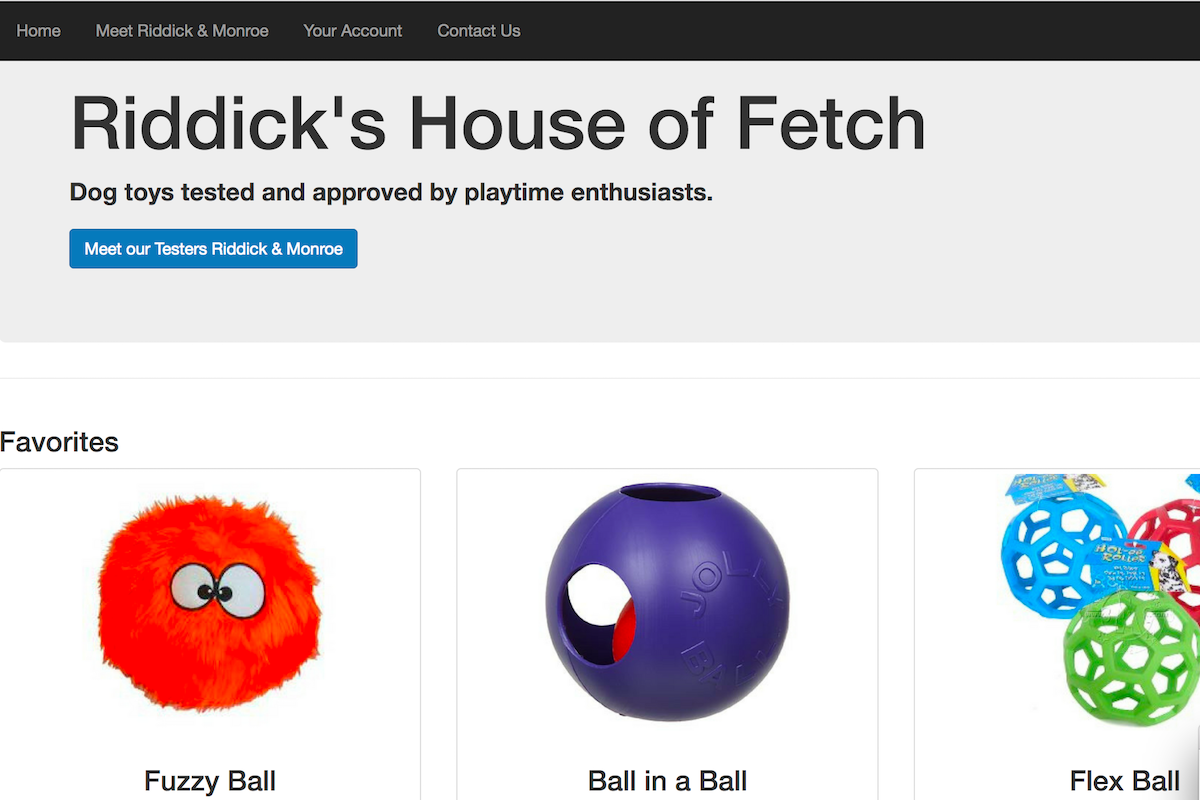 Home Meet Riddick & Monroe Your Account Contact Us
Riddick's House of Fetch
Dog toys tested and approved by playtime enthusiasts.
Meet our Testers Riddick & Monroe
Favorites
JOLLY
BALL
HOL-EE
ROLLER
Fuzzy Ball Ball in a Ball Flex Ball